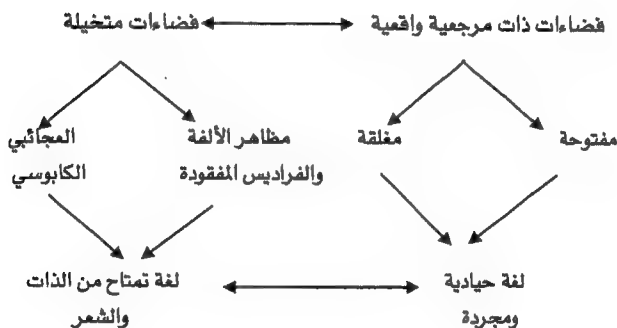 فضاءات ذات مرجعية واقعية
فضاءات متخيلة
مفتوحة
مغلقة
مظاهر الألفة
والفراديس المفقودة
العجائبي
الكابوسي
لغة حيادية
ومجردة
لغة تمتاح من الذات
والشعر